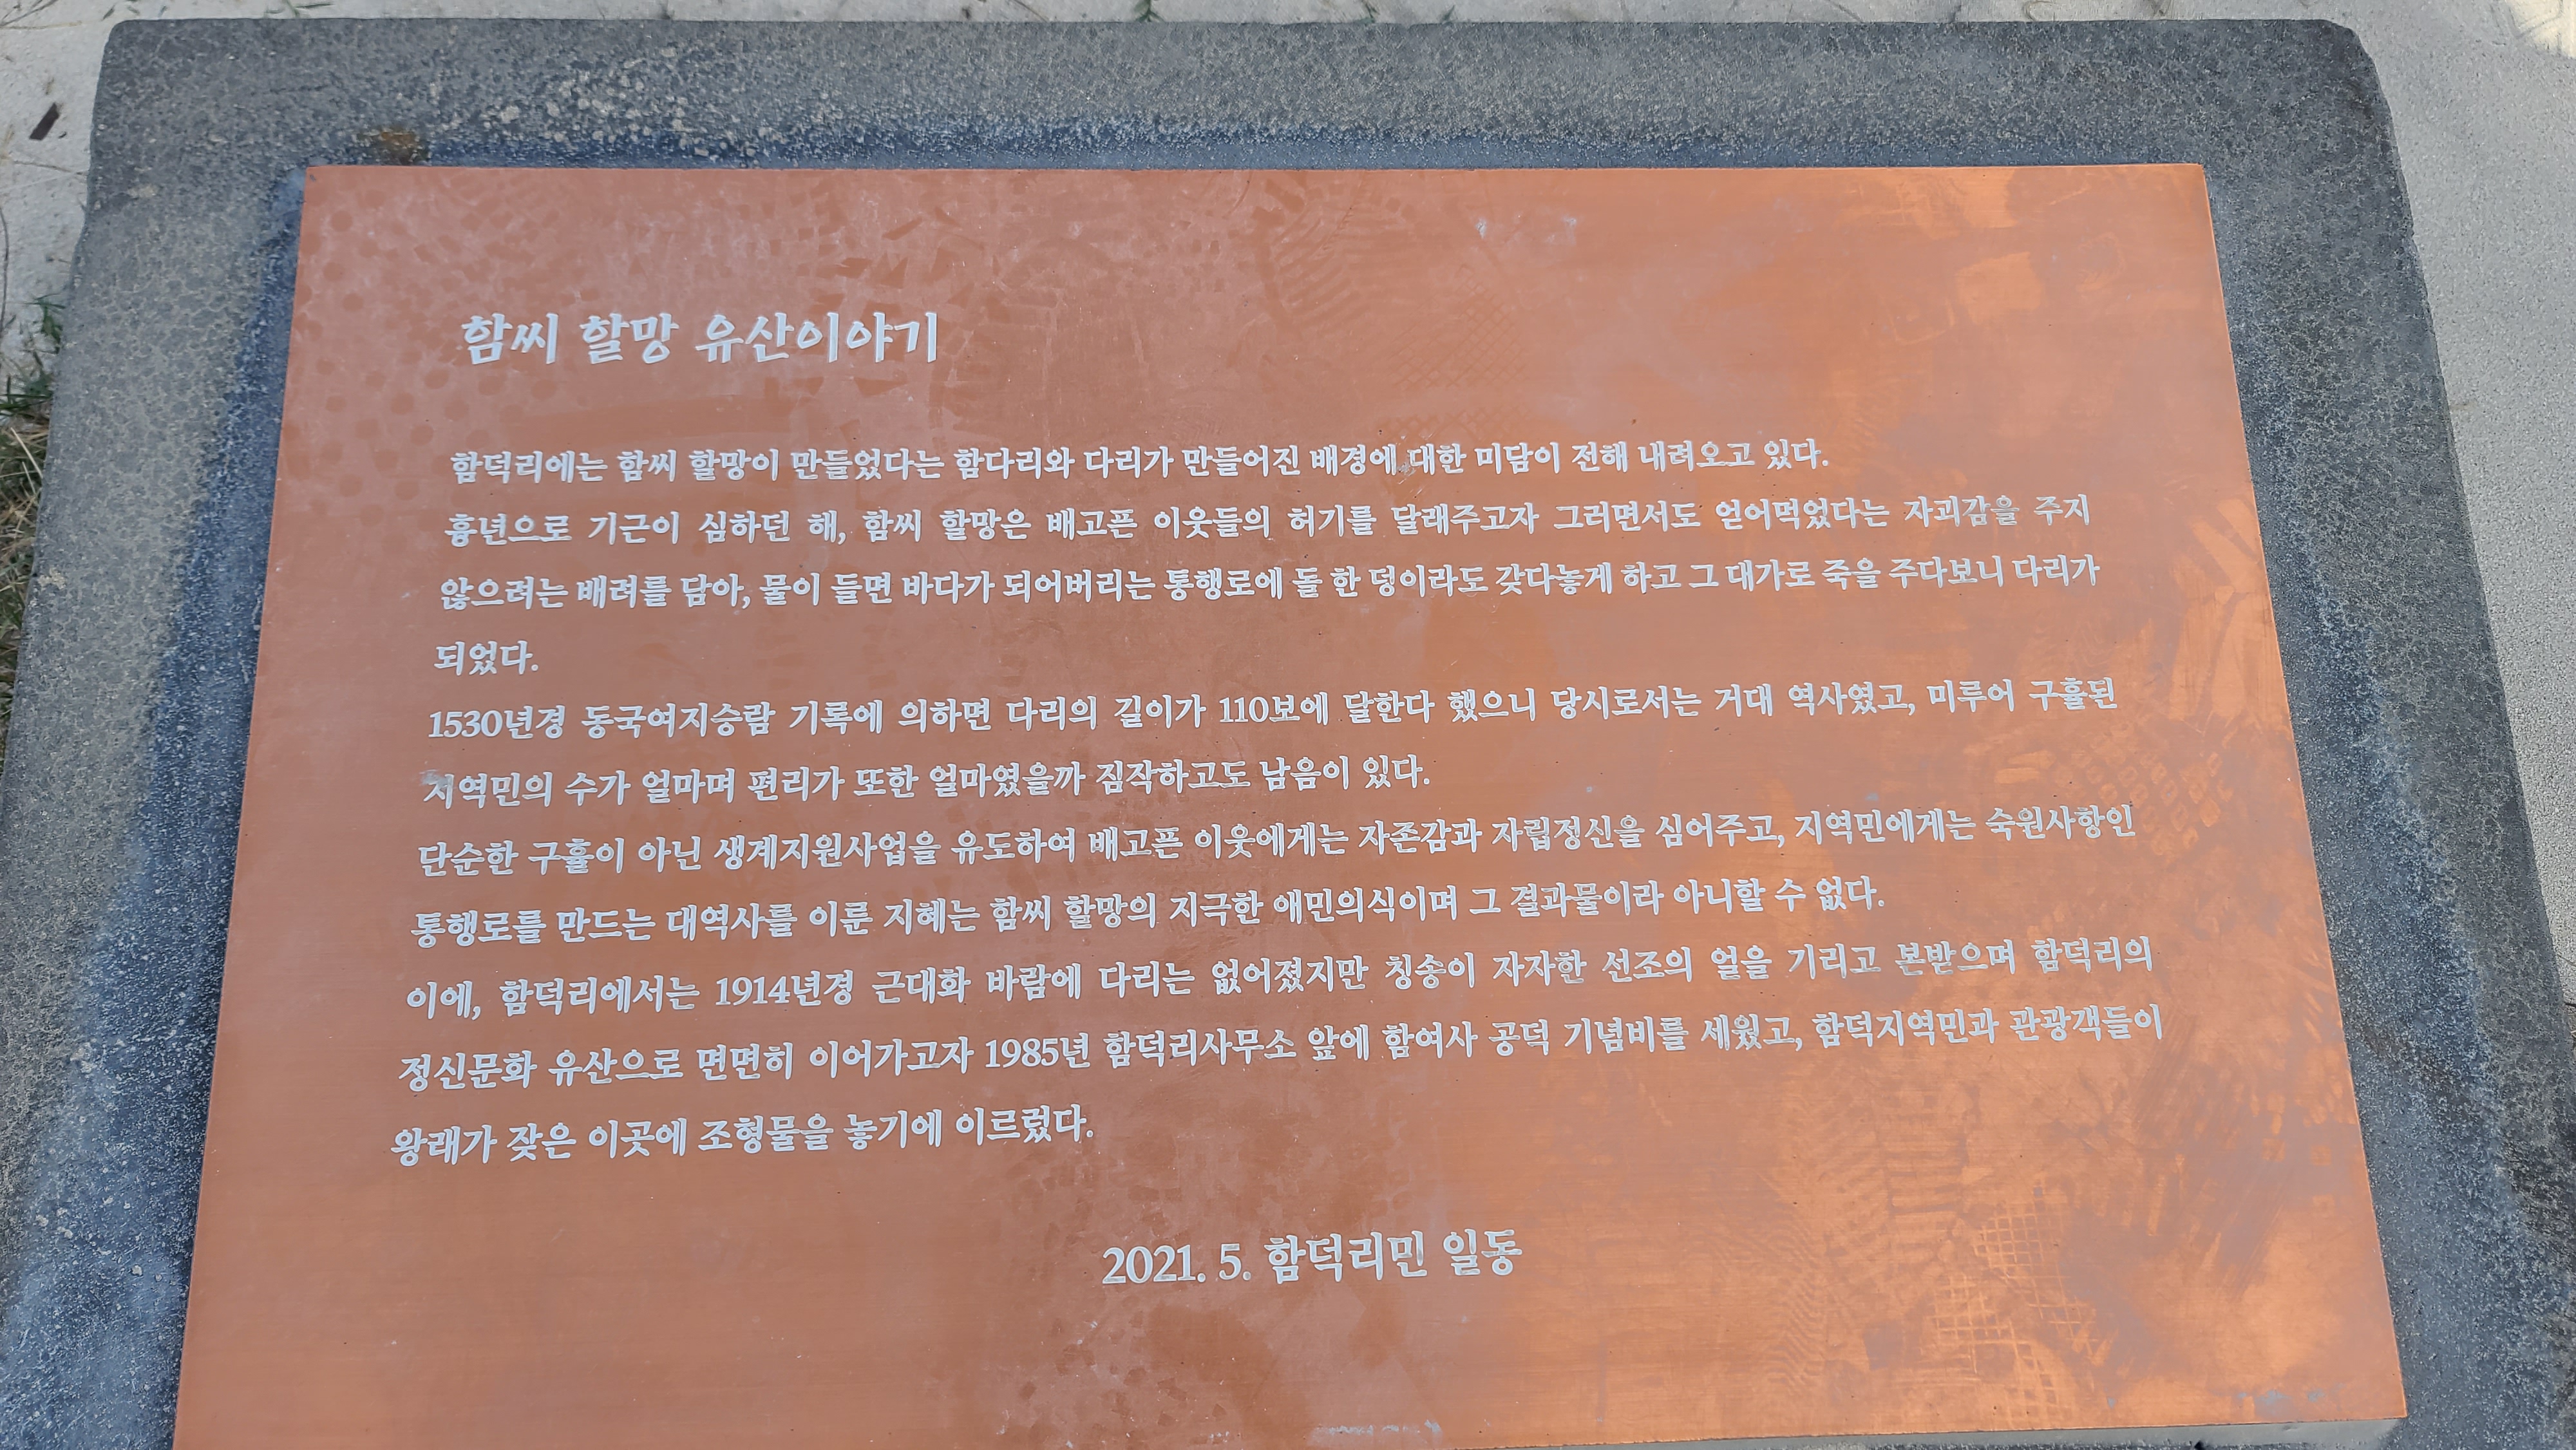 함씨 할망 유산이야기
함덕리에는 함씨 할망이 만들었다는 함다리와 다리가 만들어진 배경에 대한 미담이 전해 내려오고 있다.
흉년으로 기근이 심하던 해, 함씨 할망은 배고픈 이웃들의 허기를 달래주고자 그러면서도 얻어먹었다는 자괴감을 주지
않으려는 배려를 담아, 물이 들면 바다가 되어버리는 통행로에 돌 한 덩이라도 갖다놓게 하고 그 대가로 죽을 주다보니 다리가
되었다.
1530년경 동국여지승람 기록에 의하면 다리의 길이가 110보에 달한다 했으니 당시로서는 거대 역사였고, 미루어 구휼된
지역민의 수가 얼마며 편리가 또한 얼마였을까 짐작하고도 남음이 있다.
단순한 구휼이 아닌 생계지원사업을 유도하여 배고픈 이웃에게는 자존감과 자립정신을 심어주고, 지역민에게는 숙원사항인
통행로를 만드는 대역사를 이룬 지혜는 함씨 할망의 지극한 애민의식이며 그 결과물이라 아니할 수 없다.
이에, 함덕리에서는 1914년경 근대화 바람에 다리는 없어졌지만 칭송이 자자한 선조의 얼을 기리고 본받으며 함덕리의
정신문화 유산으로 면면히 이어가고자 1985년 함덕리사무소 앞에 함여사 공덕 기념비를 세웠고, 함덕지역민과 관광객들이
왕래가 잦은 이곳에 조형물을 놓기에 이르렀다.
2021. 5. 함덕리민 일동